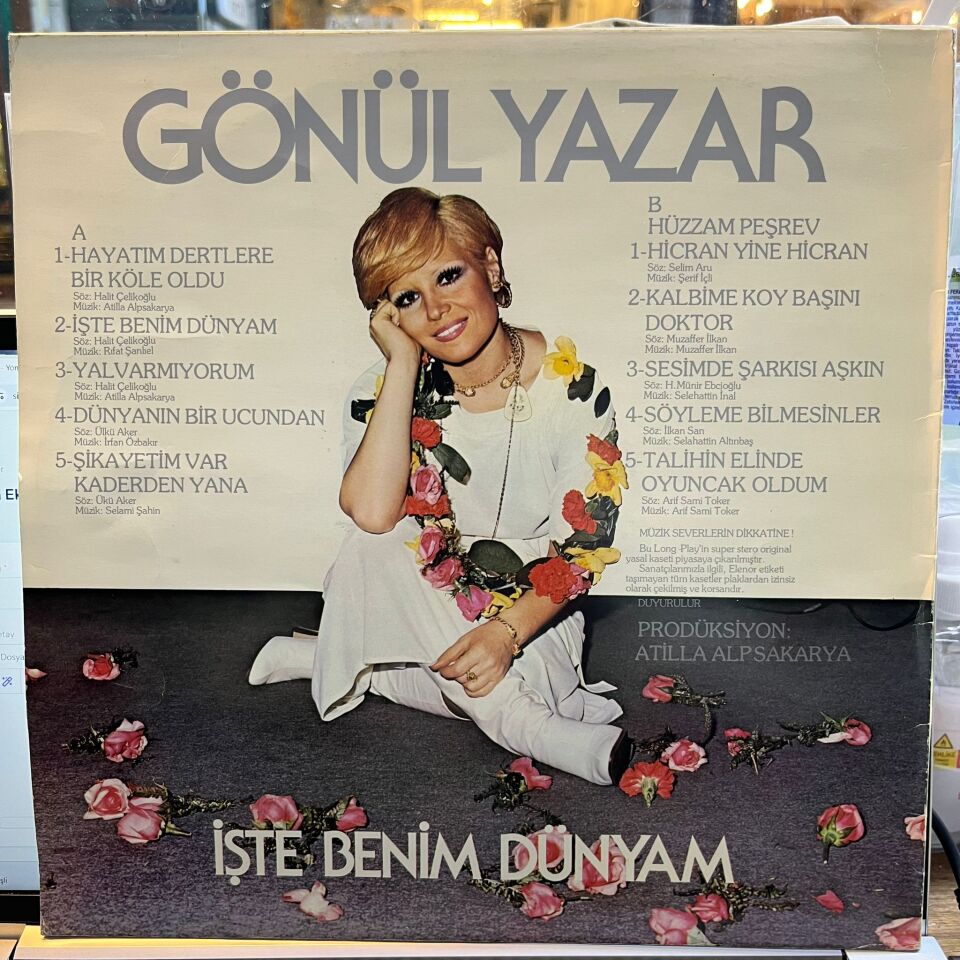 GÖNÜL YAZAR
A
1-HAYATIM DERTLERE
BİR KÖLE OLDU
Söz: Halit Çelikoğlu
Müzik: Atilla Alpsakarya
2-İŞTE BENİM DÜNYAM
Söz: Halit Çelikoğlu
Müzik: Rıfat Şanlıel
3-YALVARMIYORUM
Söz: Halit Çelikoğlu
Müzik: Atilla Alpsakarya
4-DÜNYANIN BİR UCUNDAN
Söz: Ülkü Aker
Müzik: İrfan Özbakır
5-ŞİKAYETİM VAR
KADERDEN YANA
Söz: Ükü Aker
Müzik: Selami Şahin
B
HÜZZAM PEŞREV
1-HİCRAN YİNE HİCRAN
Söz: Selim Aru
Müzik: Şerif İçli
2-KALBİME KOY BAŞINI
DOKTOR
Söz: Muzaffer İlkan
Müzik: Muzaffer İlkan
3-SESİMDE ŞARKISI AŞKIN
Söz: H.Münir Ebcioğlu
Müzik: Selehattin İnal
4-SÖYLEME BİLMESİNLER
Söz: İlkan San
Müzik: Selahattin Altınbaş
5-TALİHİN ELİNDE
OYUNCAK OLDUM
Söz: Arif Sami Toker
Müzik: Arif Sami Toker
MÜZİK SEVERLERİN DİKKATİNE !
Bu Long -Play'in super stero original
yasal kaseti piyasaya çıkarılmıştır.
Sanatçılarımızla ilgili, Elenor etiketi
taşımayan tüm kasetler plaklardan izinsiz
olarak çekilmiş ve korsandır.
DUYURULUR
PRODÜKSİYON:
ATİLLA ALPSAKARYA
İŞTE BENİM DÜNYAM